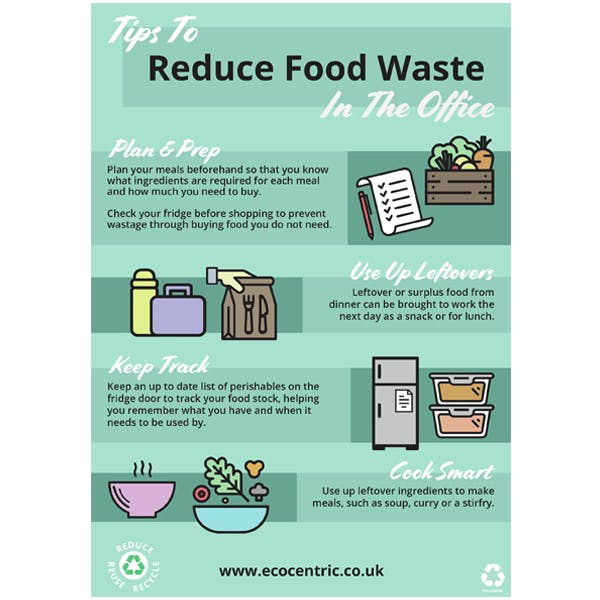 Tips To
Reduce Food Waste
In The Office
Plan & Prep
Plan your meals beforehand so that you know
what ingredients are required for each meal
and how much you need to buy.
Check your fridge before shopping to prevent
wastage through buying food you do not need.
Use Up Leftovers
Leftover or surplus food from
dinner can be brought to work the
next day as a snack or for lunch.
Keep Track
Keep an up to date list of perishables on the
fridge door to track your food stock, helping
you remember what you have and when it
needs to be used by.
Cook Smart
Use up leftover ingredients to make
meals, such as soup, curry or a stirfry.
REDUCE
REUSE RECYCLE
www.ecocentric.co.uk